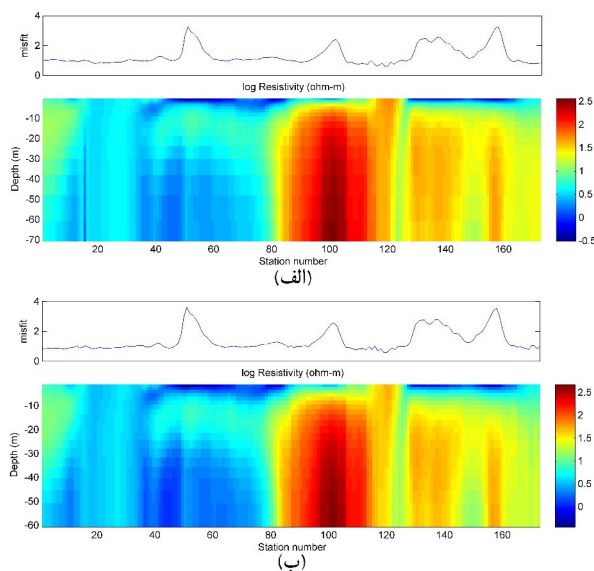 4
2
0
misfit
log Resistivity (ohm-m)
-10
-20
-30
-40
-50
-60
-70
Depth (m)
2.5
2
1.5
1
0.5
0
-0.5
20 40 60 80 100 120 140 160
Station number
(الف)
4
2
0
misfit
log Resistivity (ohm-m)
-10
-20
-30
-40
-50
-60
Depth (m)
2.5
2
1.5
1
0.5
0
20 40 60 80 100 120 140 160
Station number
(ب)